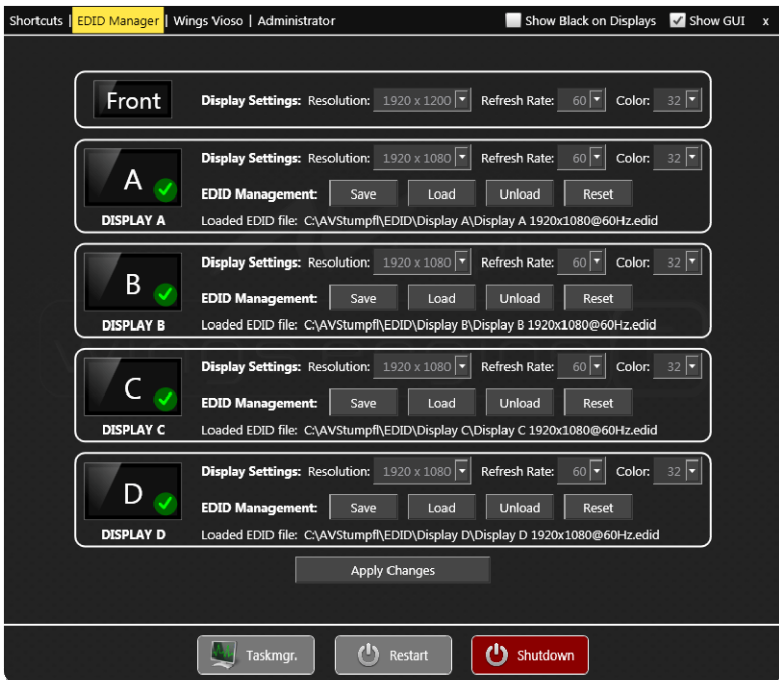 Shortcuts | EDID Manager | Wings Vioso | Administrator Show Black on Displays Show GUI x
Front Display Settings: Resolution: 1920 x 1200 Refresh Rate: 60 Color: 32
Display Settings: Resolution: 1920 x 1080 Refresh Rate: 60 Color: 32
A EDID Management: Save Load Unload Reset
DISPLAY A Loaded EDID file: C:\AVStumpfl\EDID\Display A\Display A 1920x1080@60Hz.edid
Display Settings: Resolution: 1920 x 1080 Refresh Rate: 60 Color: 32
B EDID Management: Save Load Unload Reset
DISPLAY B Loaded EDID file: C:\AVStumpfl\EDID\Display B\Display B 1920x1080@60Hz.edid
Display Settings: Resolution: 1920 x 1080 Refresh Rate: 60 Color: 32
C EDID Management: Save Load Unload Reset
DISPLAY C Loaded EDID file: C:\AVStumpfl\EDID\Display C\Display C 1920x1080@60Hz.edid
Display Settings: Resolution: 1920 x 1080 Refresh Rate: 60 Color: 32
D EDID Management: Save Load Unload Reset
DISPLAY D Loaded EDID file: C:\AVStumpfl\EDID\Display D\Display D 1920x1080@60Hz.edid
Apply Changes
Taskmgr. Restart Shutdown